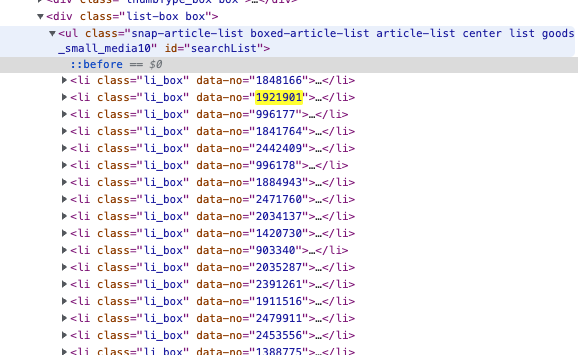 <div class="thumbType_box box">…</div>
▼<div class="list-box box">
▼<ul class="snap-article-list boxed-article-list article-list center list goods
_small_media10" id="searchList">
::before == $0
▶<li class="li_box" data-no="1848166">…</li>
▶<li class="li_box" data-no="1921901">…</li>
▶<li class="li_box" data-no="996177">…</li>
▶<li class="li_box" data-no="1841764">…</li>
▶<li class="li_box" data-no="2442409">…</li>
▶<li class="li_box" data-no="996178">…</li>
▶<li class="li_box" data-no="1884943">…</li>
▶<li class="li_box" data-no="2471760">…</li>
▶<li class="li_box" data-no="2034137">…</li>
▶<li class="li_box" data-no="1420730">…</li>
▶<li class="li_box" data-no="903340">…</li>
▶<li class="li_box" data-no="2035287">…</li>
▶<li class="li_box" data-no="2391261">…</li>
▶<li class="li_box" data-no="1911516">…</li>
▶<li class="li_box" data-no="2479911">…</li>
▶<li class="li_box" data-no="2453556">…</li>
▶<li class="li_box" data-no="1388775">…</li>